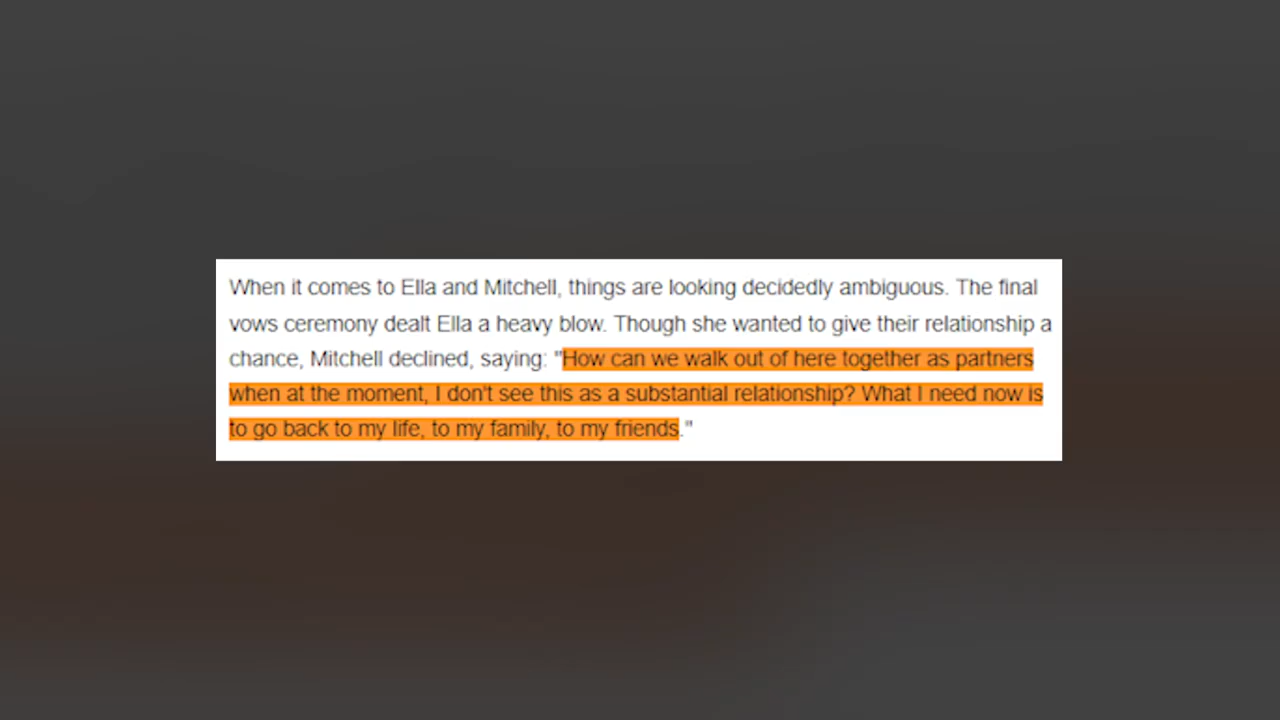 When it comes to Ella and Mitchell, things are looking decidedly ambiguous. The final
vows ceremony dealt Ella a heavy blow. Though she wanted to give their relationship a
chance, Mitchell declined, saying: "How can we walk out of here together as partners
when at the moment, I don't see this as a substantial relationship? What I need now is
to go back to my life, to my family, to my friends."